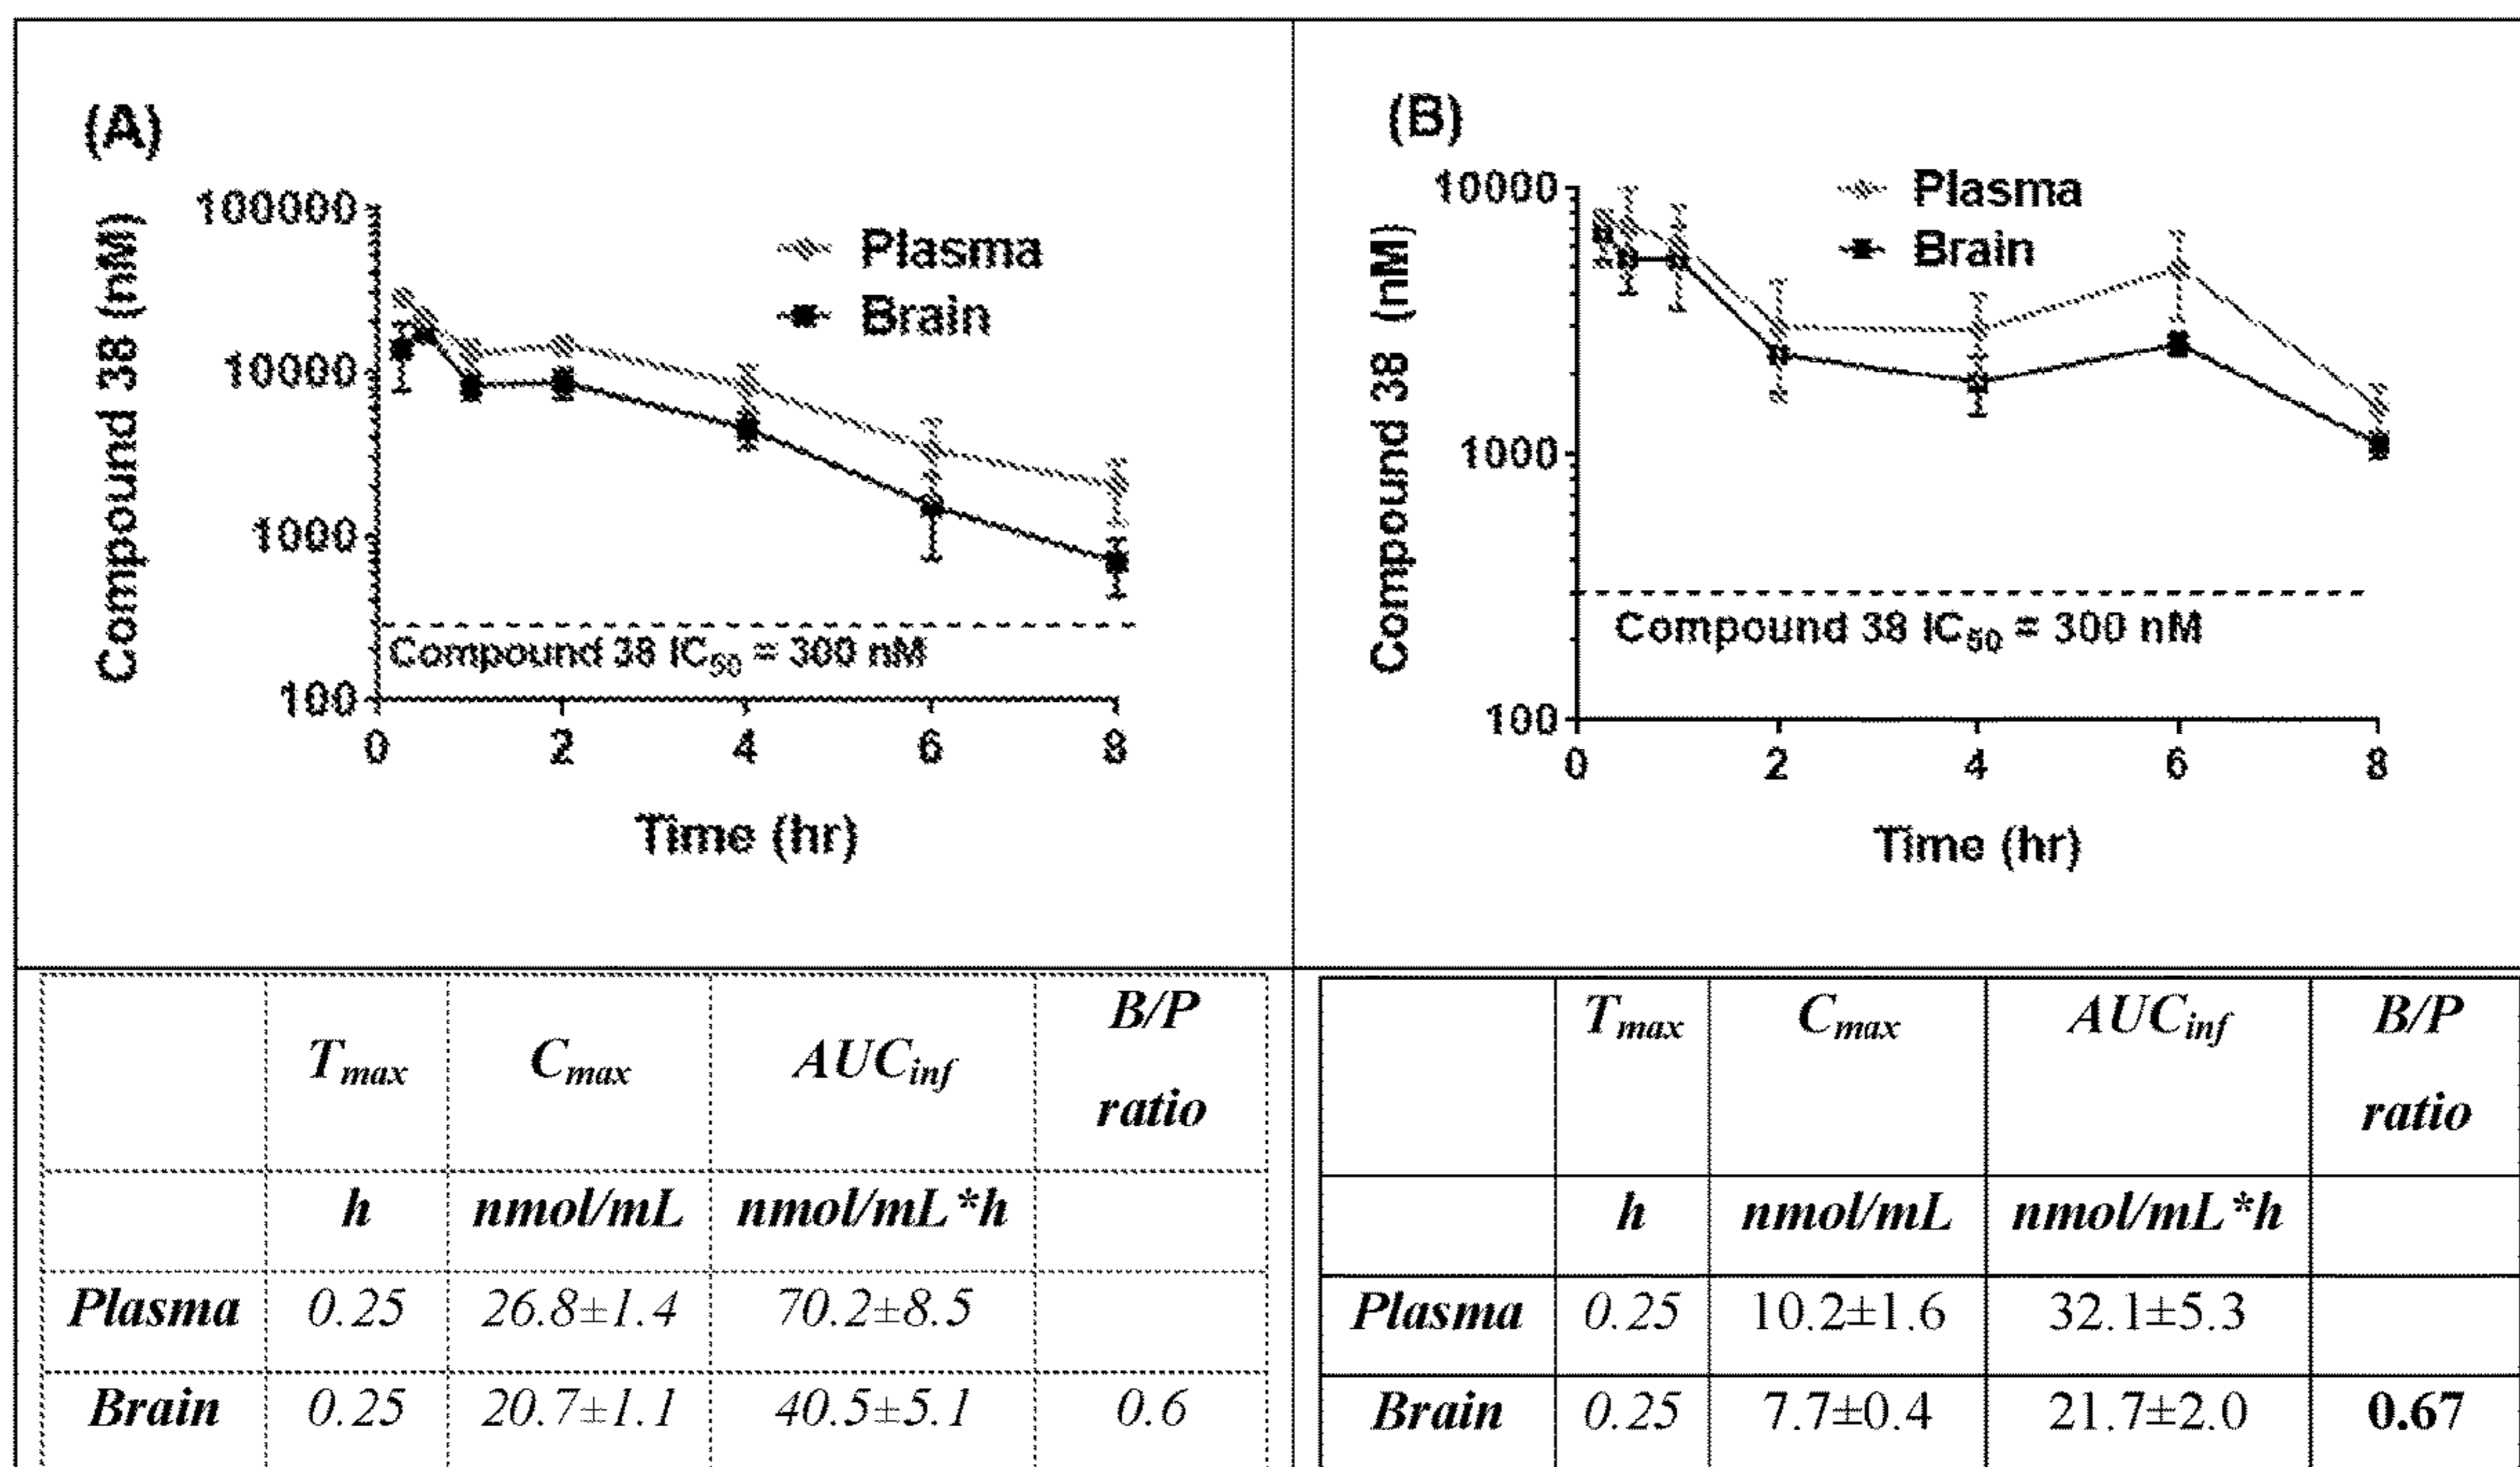 (A)
100000
10000
1000
100
Compound 38 (nM)
Plasma
Brain
Compound 38 IC50 = 300 nM
0 2 4 6 8
Time (hr)
(B)
10000
1000
100
Compound 38 (nM)
Plasma
Brain
Compound 38 IC50 = 300 nM
0 2 4 6 8
Time (hr)
Tmax Cmax AUCinf B/P ratio
h nmol/mL nmol/mL*h
Plasma 0.25 26.8±1.4 70.2±8.5
Brain 0.25 20.7±1.1 40.5±5.1 0.6
Tmax Cmax AUCinf B/P ratio
h nmol/mL nmol/mL*h
Plasma 0.25 10.2±1.6 32.1±5.3
Brain 0.25 7.7±0.4 21.7±2.0 0.67